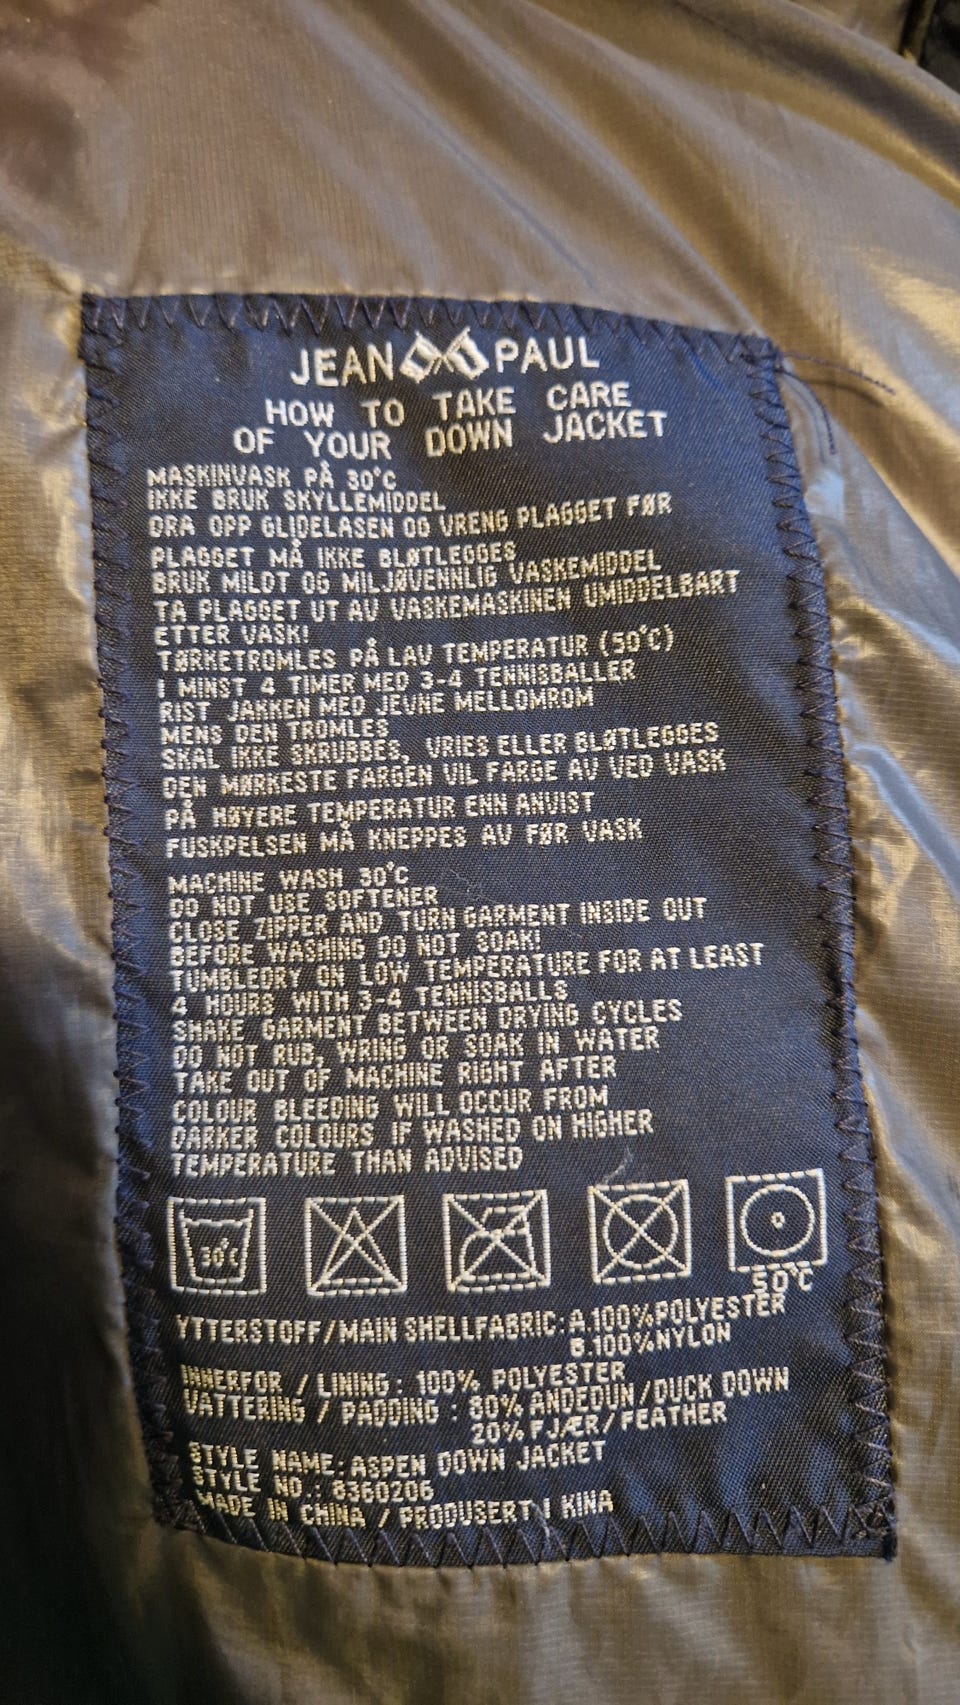 JEAN PAUL
HOW TO TAKE CARE
OF YOUR DOWN JACKET
MASKINVASK PÅ 30°C
IKKE BRUK SKYLLEMIDDEL
DRA OPP GLIDELASEN OG VRENG PLAGGET FØR
PLAGGET MÅ IKKE BLØTLEGGES
BRUK MILDT OG MILJØVENNLIG VASKEMIDDEL
TA PLAGGET UT AV VASKEMASKINEN UMIDDELBART
ETTER VASK!
TØRKETROMLES PÅ LAV TEMPERATUR (50°C)
I MINST 4 TIMER MED 3-4 TENNISBALLER
RIST JAKKEN MED JEVNE MELLOMROM
MENS DEN TROMLES
SKAL IKKE SKRUBBES, VRIES ELLER BLØTLEGGES
DEN MØRKESTE FARGEN VIL FARGE AV VED VASK
PÅ HØYERE TEMPERATUR ENN ANVIST
FUSKPELSEN MÅ KNEPPES AV FØR VASK
MACHINE WASH 30°C
DO NOT USE SOFTENER
CLOSE ZIPPER AND TURN GARMENT INSIDE OUT
BEFORE WASHING DO NOT SOAK!
TUMBLEDRY ON LOW TEMPERATURE FOR AT LEAST
4 HOURS WITH 3-4 TENNISBALLS
SHAKE GARMENT BETWEEN DRYING CYCLES
DO NOT RUB, WRING OR SOAK IN WATER
TAKE OUT OF MACHINE RIGHT AFTER
COLOUR BLEEDING WILL OCCUR FROM
DARKER COLOURS IF WASHED ON HIGHER
TEMPERATURE THAN ADVISED
30°C
50°C
YTTERSTOFF/MAIN SHELLFABRIC: A.100%POLYESTER
B.100%NYLON
INNERFOR / LINING: 100% POLYESTER
VATTERING / PADDING : 80% ANDEDUN/DUCK DOWN
20% FJÆR/FEATHER
STYLE NAME: ASPEN DOWN JACKET
STYLE NO.: 8360206
MADE IN CHINA / PRODUSERT I KINA